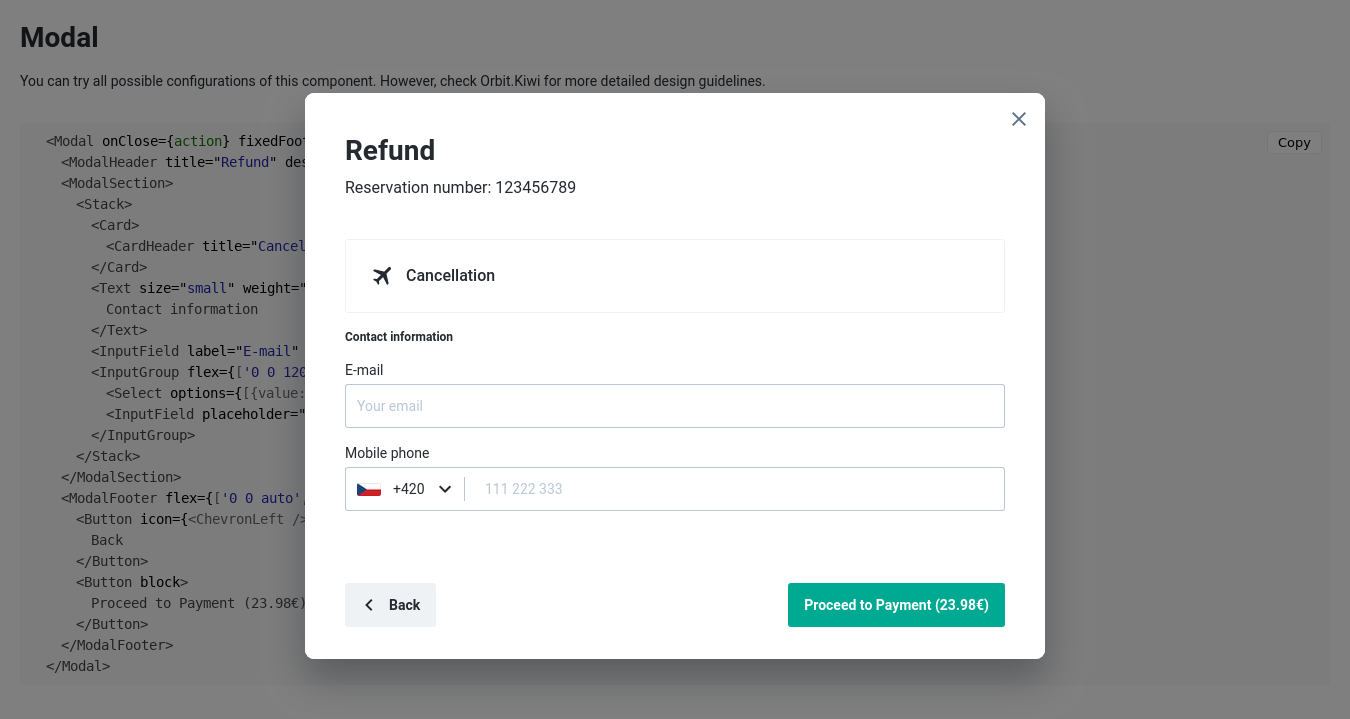 Modal
You can try all possible configurations of this component. However, check Orbit.Kiwi for more detailed design guidelines.
Copy
<Modal onClose={action} fixedFoo
<ModalHeader title="Refund" des
<ModalSection>
<Stack>
<Card>
<CardHeader title="Cancel
</Card>
<Text size="small" weight="
Contact information
</Text>
<InputField label="E-mail"
<InputGroup flex={['0 0 120
<Select options={[{value:
<InputField placeholder="
</InputGroup>
</Stack>
</ModalSection>
<ModalFooter flex={['0 0 auto',
<Button icon={<ChevronLeft />
Back
</Button>
<Button block>
Proceed to Payment (23.98€)
</Button>
</ModalFooter>
</Modal>
Refund
Reservation number: 123456789
Cancellation
Contact information
E-mail
Your email
Mobile phone
+420 111 222 333
Back
Proceed to Payment (23.98€)